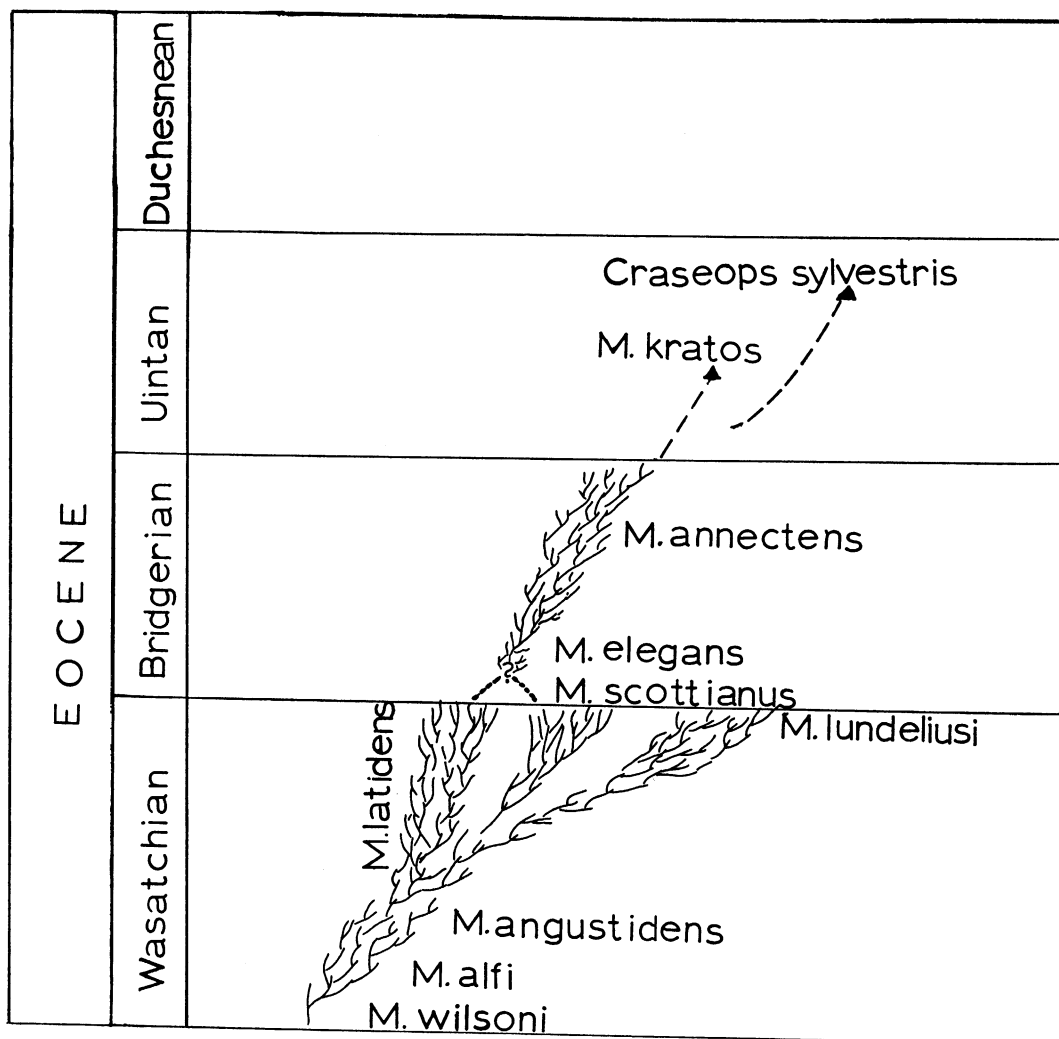 EOCENE
Duchesnean
Uintan
Bridgerian
Wasatchian
Craseops sylvestris
M. kratos
M. annectens
M. elegans
M. scottianus
M. lundeliusi
M. latidens
M. angustidens
M. alfi
M. wilsoni